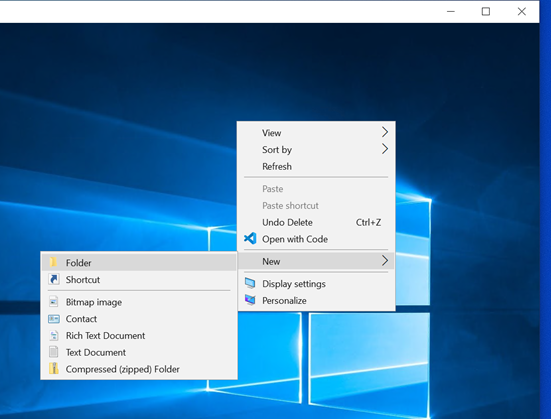 View
Sort by
Refresh
Paste
Paste shortcut
Undo Delete Ctrl+Z
Open with Code
New
Display settings
Personalize
Folder
Shortcut
Bitmap image
Contact
Rich Text Document
Text Document
Compressed (zipped) Folder